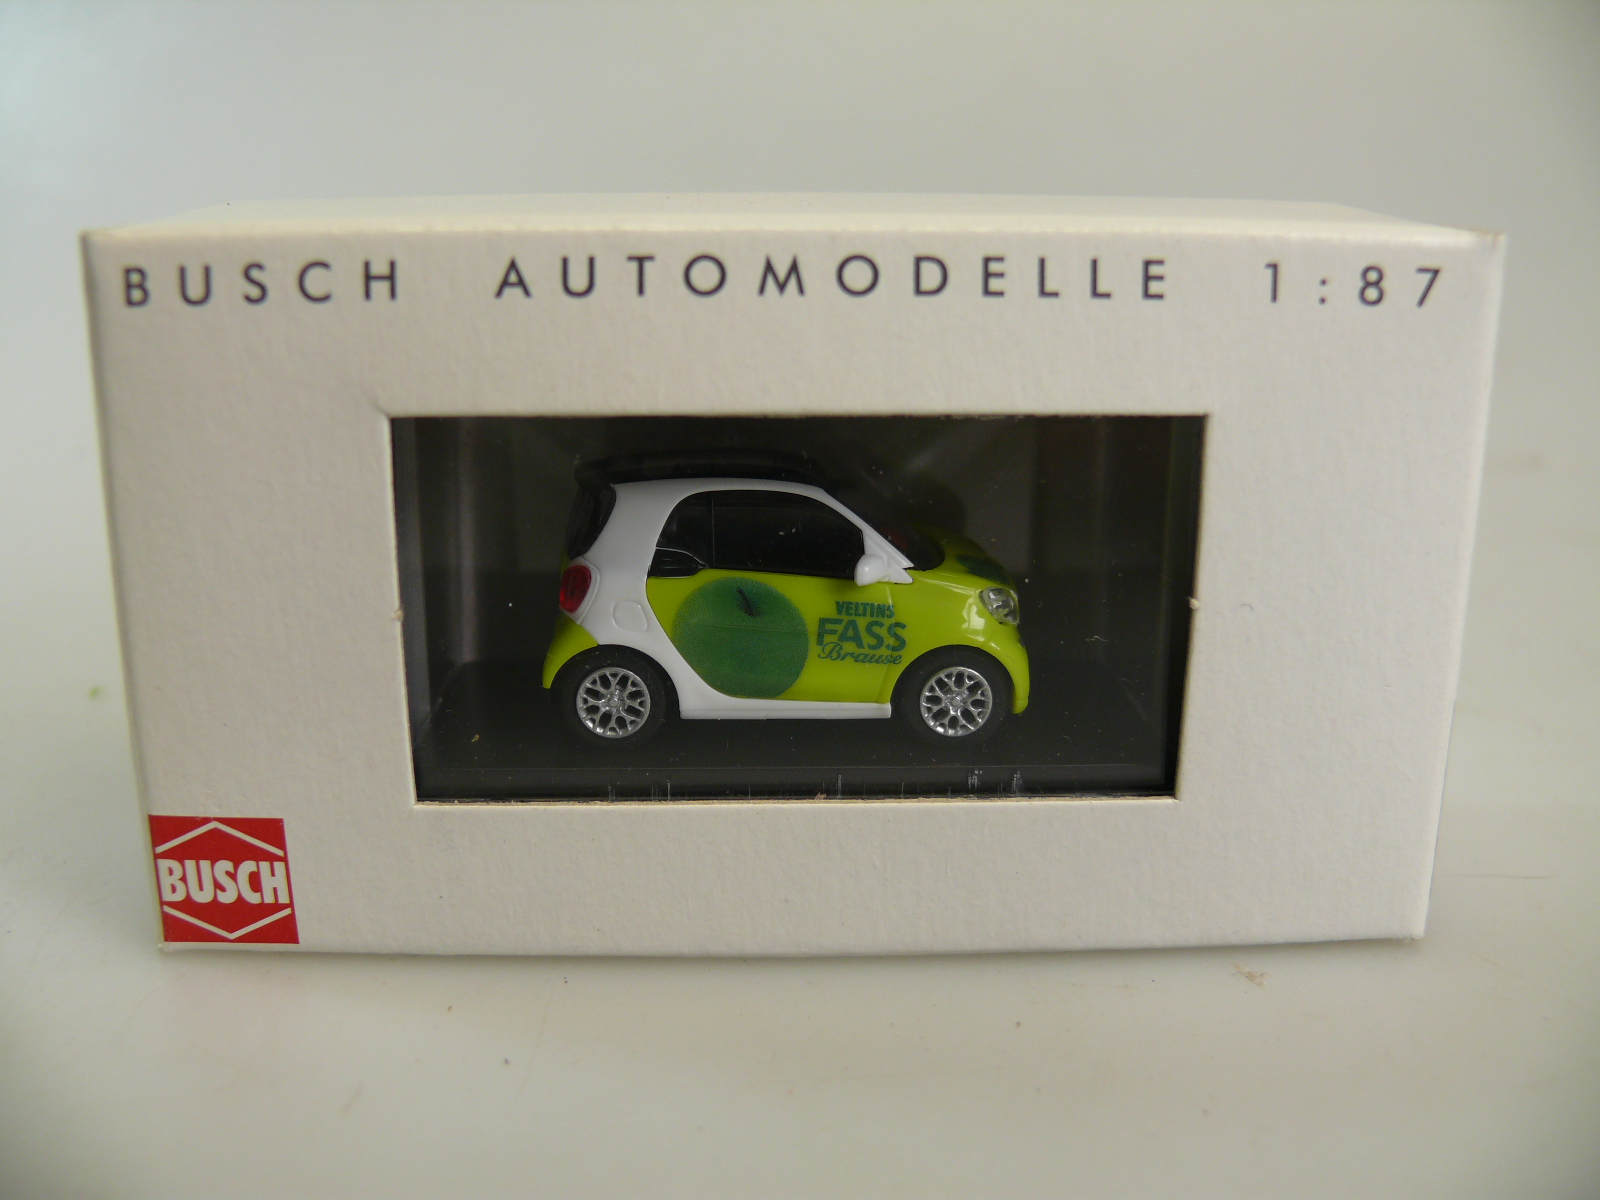 BUSCH AUTOMODELLE 1:87
VELTINS
FASS
Brause
BUSCH